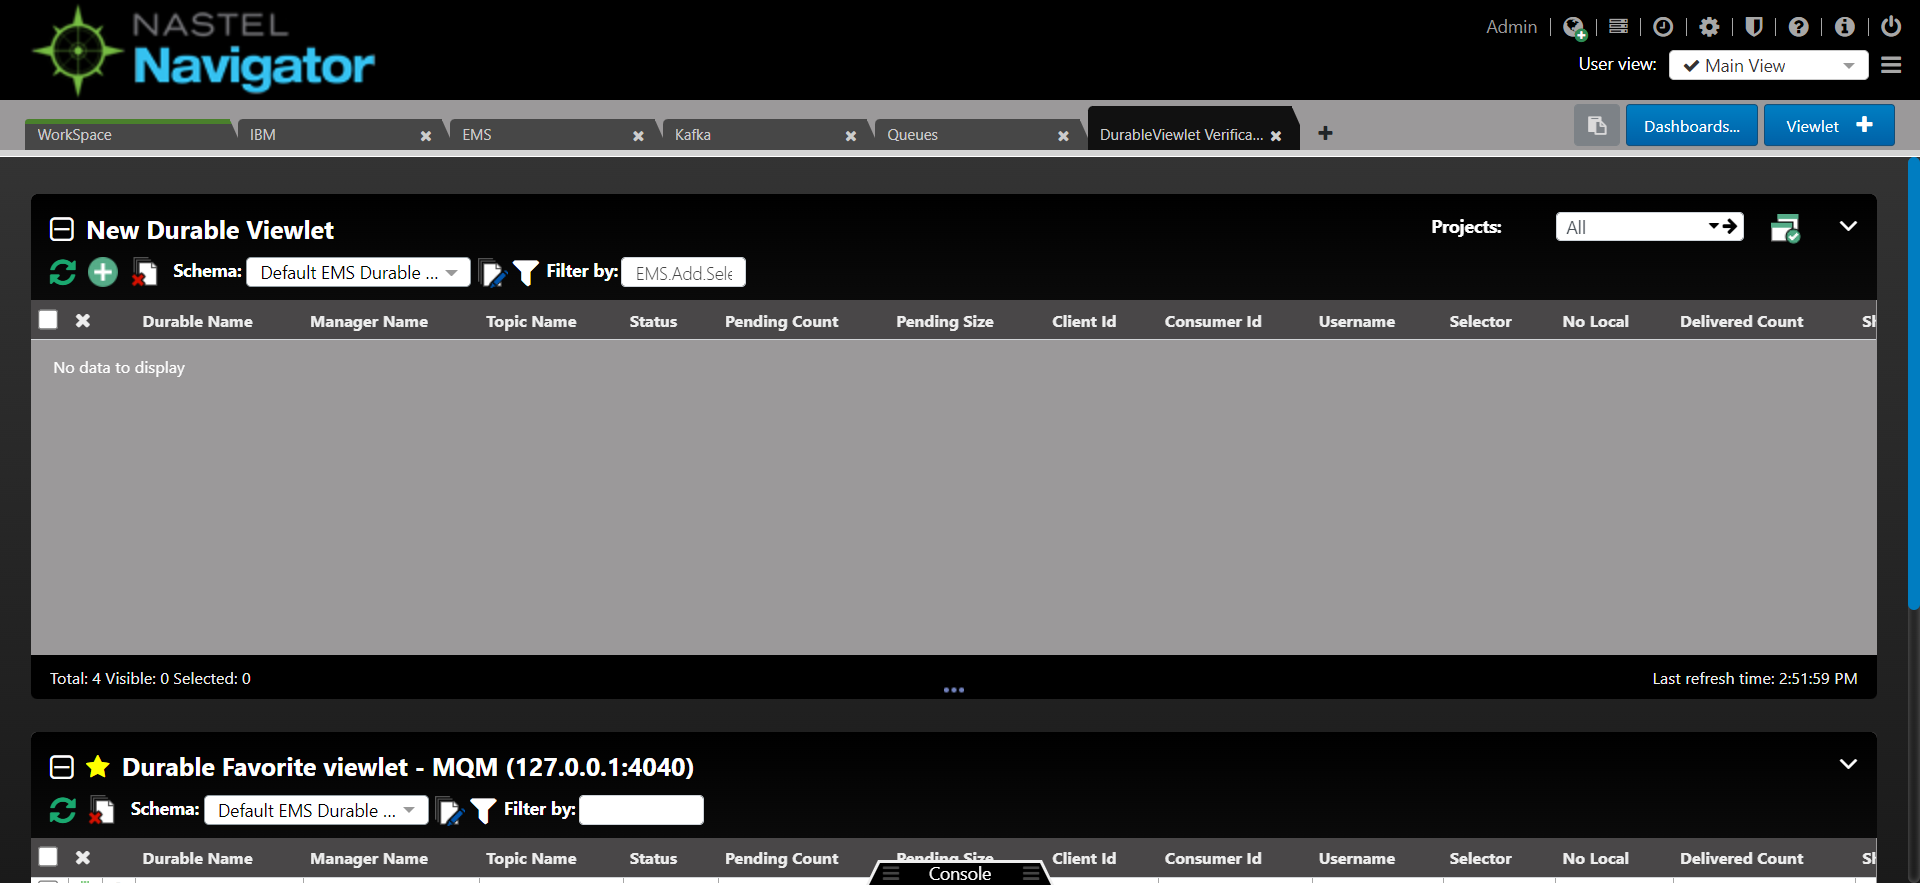 NASTEL
Navigator
Admin
User view: Main View
WorkSpace IBM EMS Kafka Queues DurableViewlet Verifica...
Dashboards... Viewlet
New Durable Viewlet
Projects: All
Schema: Default EMS Durable ... Filter by: EMS.Add.Sele
Durable Name Manager Name Topic Name Status Pending Count Pending Size Client Id Consumer Id Username Selector No Local Delivered Count
No data to display
Total: 4 Visible: 0 Selected: 0
Last refresh time: 2:51:59 PM
Durable Favorite viewlet - MQM (127.0.0.1:4040)
Schema: Default EMS Durable ... Filter by:
Durable Name Manager Name Topic Name Status Pending Count Pending Size Client Id Consumer Id Username Selector No Local Delivered Count
Console